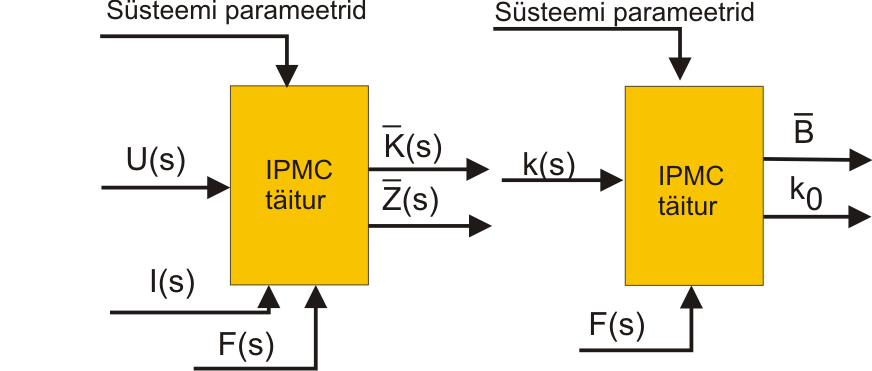 Süsteemi parameetrid
U(s)
IPMC
täitur
K̅(s)
Z̅(s)
I(s)
F(s)
Süsteemi parameetrid
k(s)
IPMC
täitur
B̅
k₀
F(s)